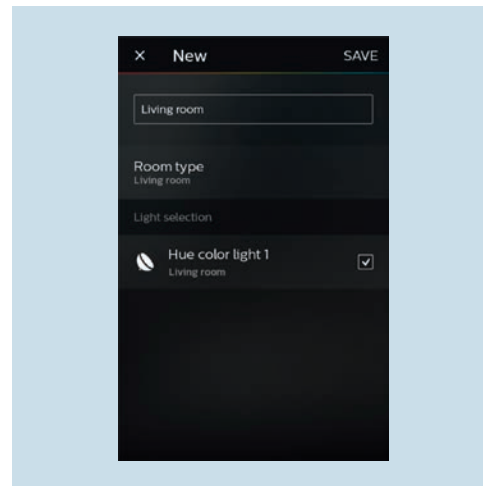 × New SAVE
Living room
Room type
Living room
Light selection
Hue color light 1
Living room